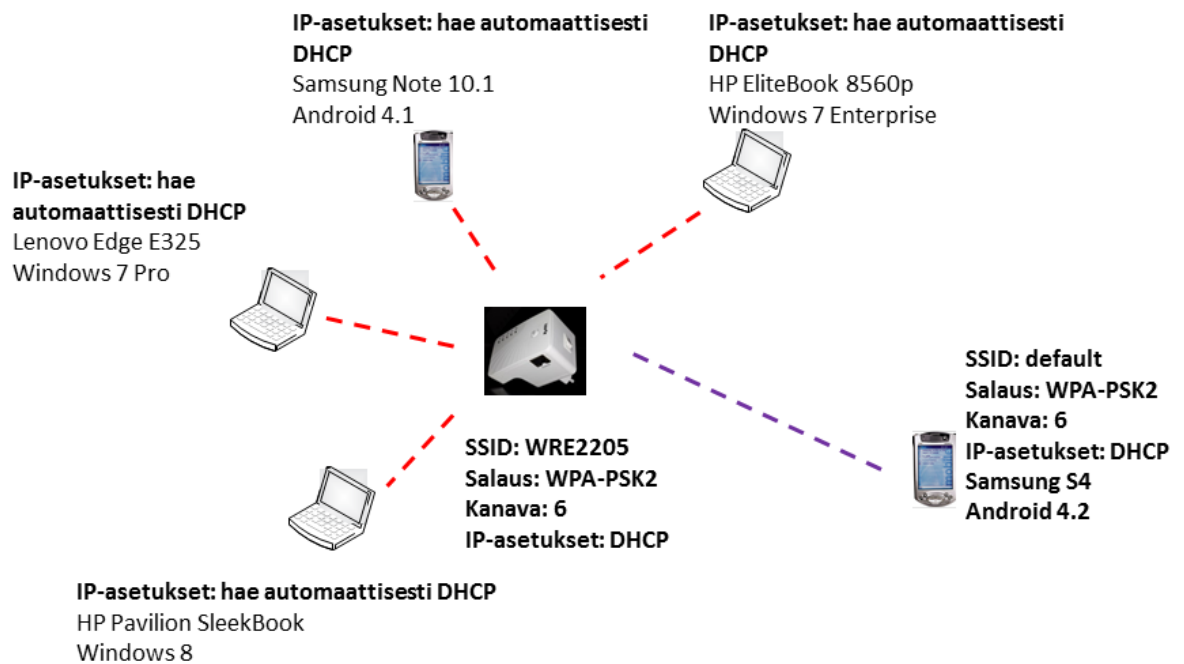 IP-asetukset: hae automaattisesti
DHCP
Samsung Note 10.1
Android 4.1
IP-asetukset: hae automaattisesti
DHCP
HP EliteBook 8560p
Windows 7 Enterprise
IP-asetukset: hae
automaattisesti DHCP
Lenovo Edge E325
Windows 7 Pro
SSID: default
Salaus: WPA-PSK2
Kanava: 6
IP-asetukset: DHCP
Samsung S4
Android 4.2
SSID: WRE2205
Salaus: WPA-PSK2
Kanava: 6
IP-asetukset: DHCP
IP-asetukset: hae automaattisesti DHCP
HP Pavilion SleekBook
Windows 8